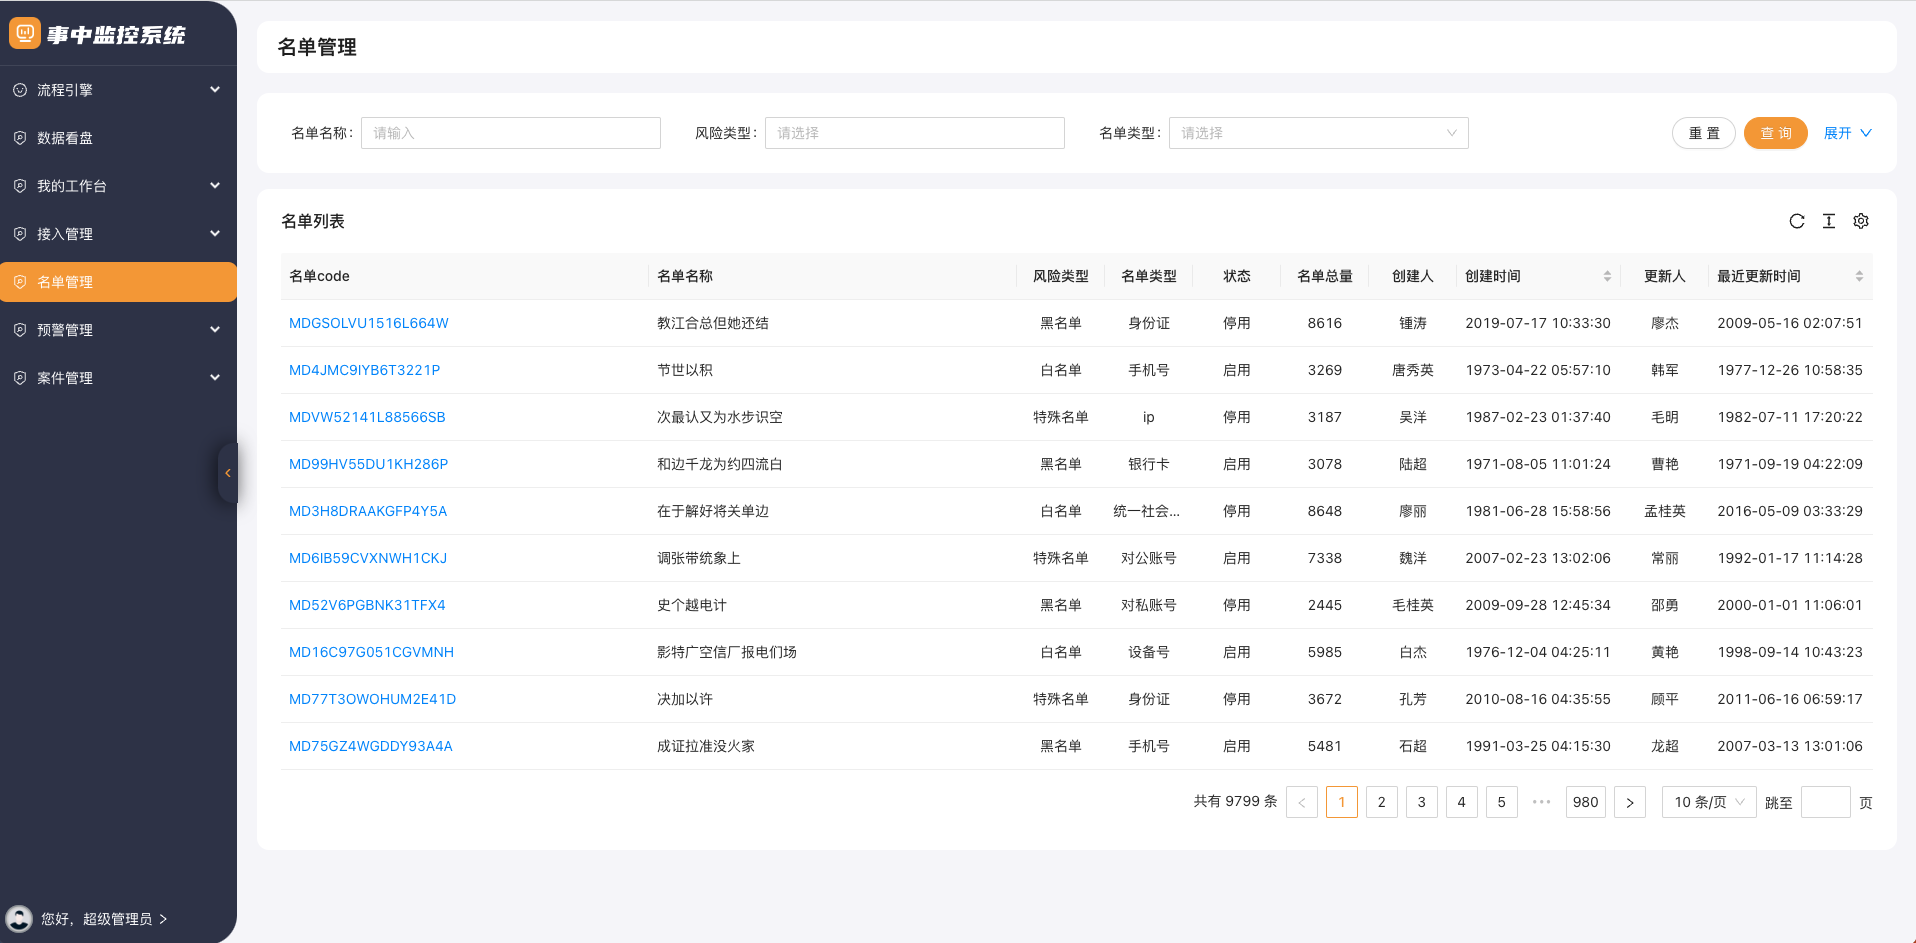 事中监控系统
流程引擎
数据看盘
我的工作台
接入管理
名单管理
预警管理
案件管理
您好，超级管理员
名单管理
名单名称: 请输入 风险类型: 请选择 名单类型: 请选择 重 置 查 询 展开
名单列表
名单code 名单名称 风险类型 名单类型 状态 名单总量 创建人 创建时间 更新人 最近更新时间
MDGSOLVU1516L664W 教江合总但她还结 黑名单 身份证 停用 8616 锺涛 2019-07-17 10:33:30 廖杰 2009-05-16 02:07:51
MD4JMC9IYB6T3221P 节世以积 白名单 手机号 启用 3269 唐秀英 1973-04-22 05:57:10 韩军 1977-12-26 10:58:35
MDVW52141L88566SB 次最认又为水步识空 特殊名单 ip 停用 3187 吴洋 1987-02-23 01:37:40 毛明 1982-07-11 17:20:22
MD99HV55DU1KH286P 和边千龙为约四流白 黑名单 银行卡 启用 3078 陆超 1971-08-05 11:01:24 曹艳 1971-09-19 04:22:09
MD3H8DRAAKGFP4Y5A 在于解好将关单边 白名单 统一社会... 停用 8648 廖丽 1981-06-28 15:58:56 孟桂英 2016-05-09 03:33:29
MD6IB59CVXNWH1CKJ 调张带统象上 特殊名单 对公账号 启用 7338 魏洋 2007-02-23 13:02:06 常丽 1992-01-17 11:14:28
MD52V6PGBNK31TFX4 史个越电计 黑名单 对私账号 停用 2445 毛桂英 2009-09-28 12:45:34 邵勇 2000-01-01 11:06:01
MD16C97G051CGVMNH 影特广空信厂报电们场 白名单 设备号 启用 5985 白杰 1976-12-04 04:25:11 黄艳 1998-09-14 10:43:23
MD77T3OWOHUM2E41D 决加以许 特殊名单 身份证 停用 3672 孔芳 2010-08-16 04:35:55 顾平 2011-06-16 06:59:17
MD75GZ4WGDDY93A4A 成证拉准没火家 黑名单 手机号 启用 5481 石超 1991-03-25 04:15:30 龙超 2007-03-13 13:01:06
共有 9799 条 < 1 2 3 4 5 ••• 980 > 10 条/页 跳至 页